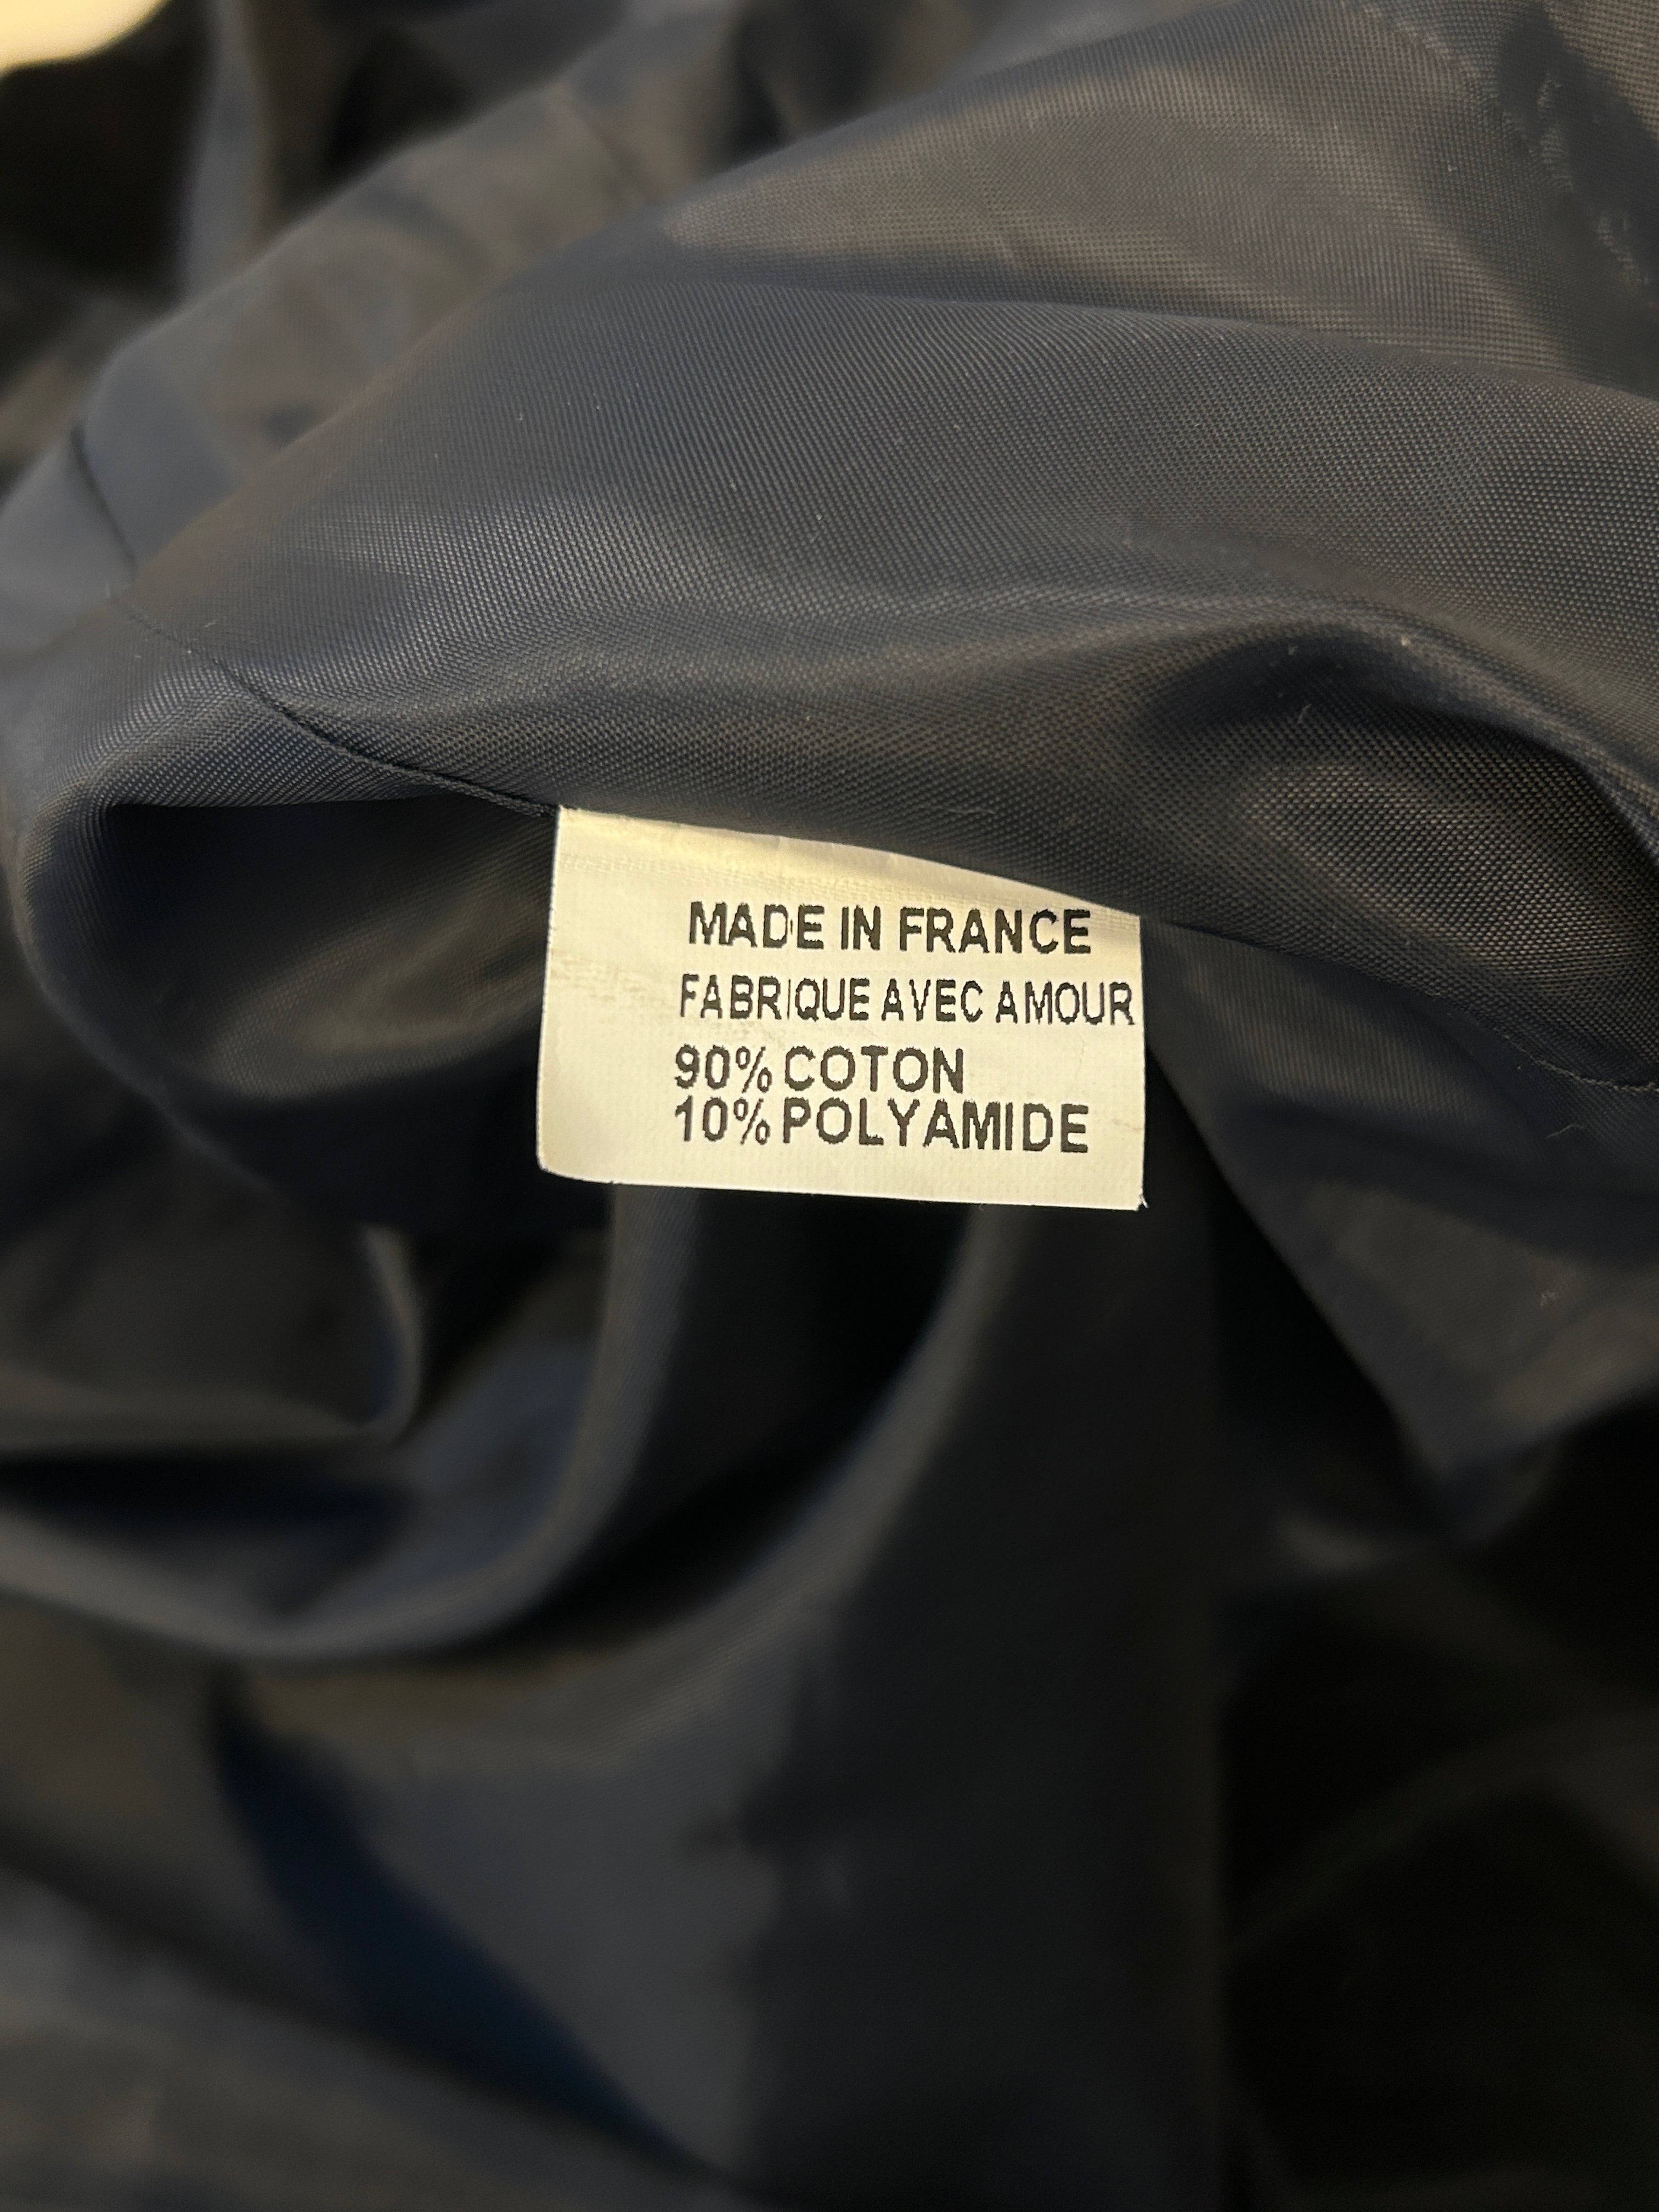 MADE IN FRANCE
FABRIQUE AVEC AMOUR
90% COTON
10% POLYAMIDE